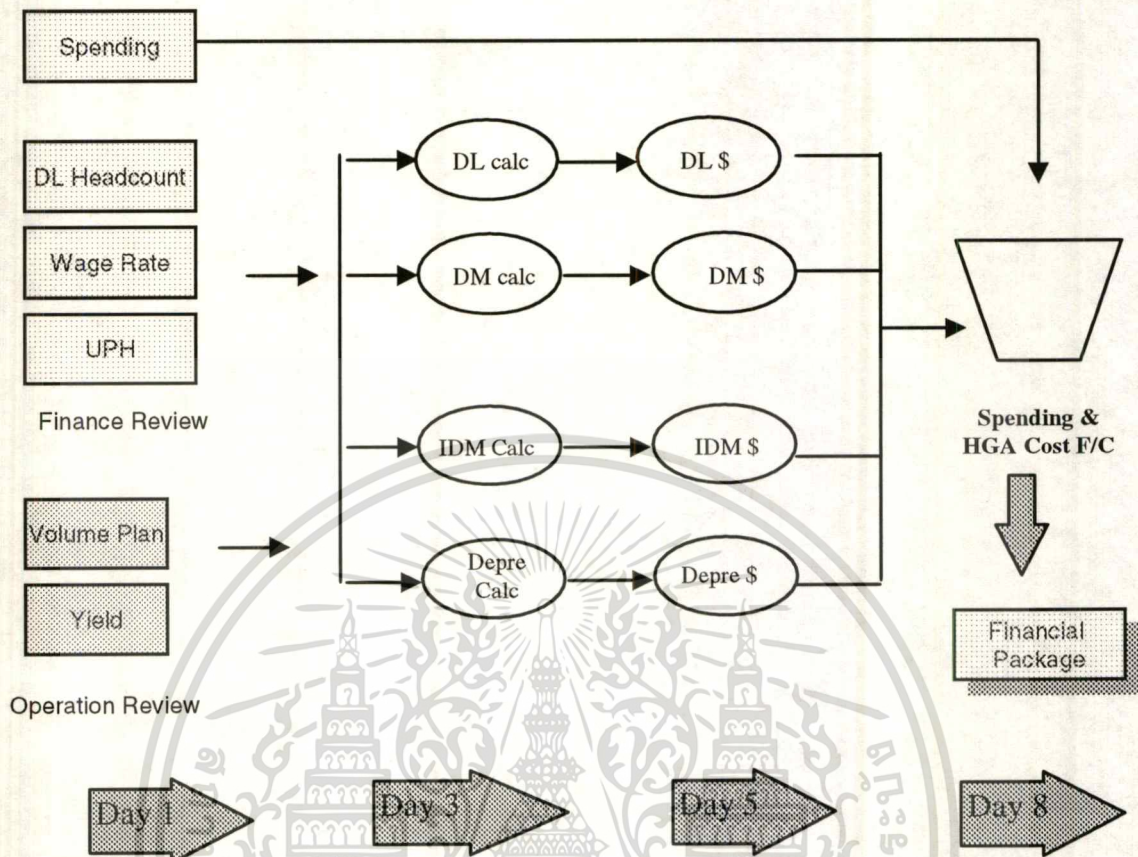 Spending
DL Headcount
Wage Rate
UPH
Finance Review
Volume Plan
Yield
Operation Review
DL calc
DL $
DM calc
DM $
IDM Calc
IDM $
Depre
Calc
Depre $
Spending &
HGA Cost F/C
Financial
Package
Day 1
Day 3
Day 5
Day 8